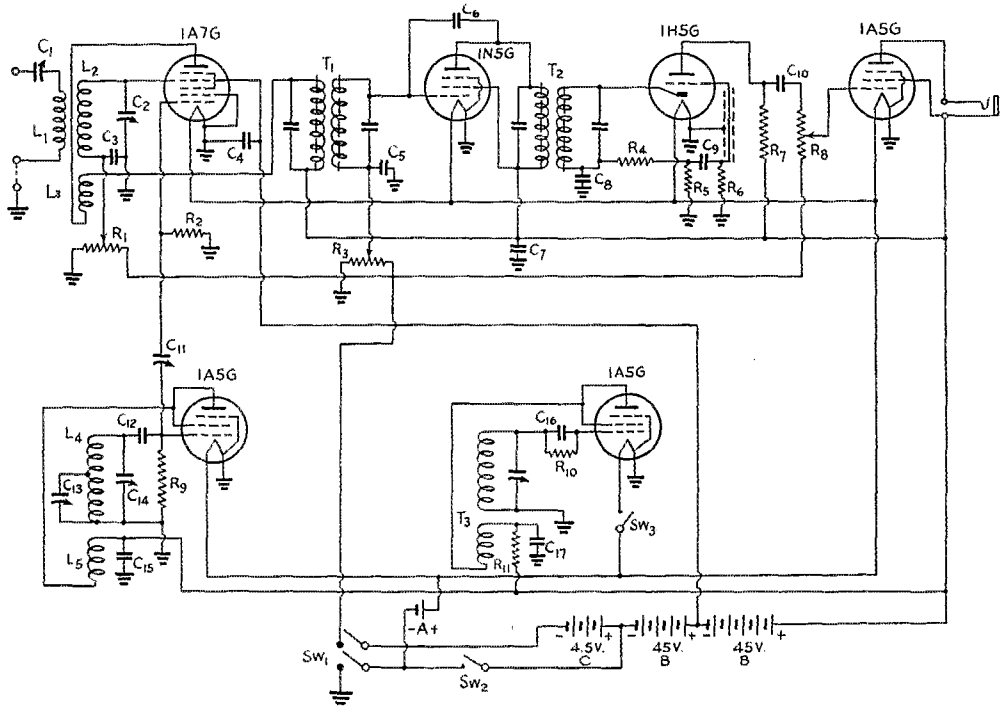 C6
1A7G
1N5G
1H5G
1A5G
C1
L2
T1
T2
C10
C2
L1
C3
C4
C5
R4
C9
R7
R8
L3
C8
R5
R6
R1
R2
R3
C7
C11
1A5G
1A5G
C12
C16
L4
R10
C13
C14
R9
T3
SW3
L5
C15
R11
C17
-A+
- + - + - +
4.5V. 45V. 45V.
C B B
SW1
SW2